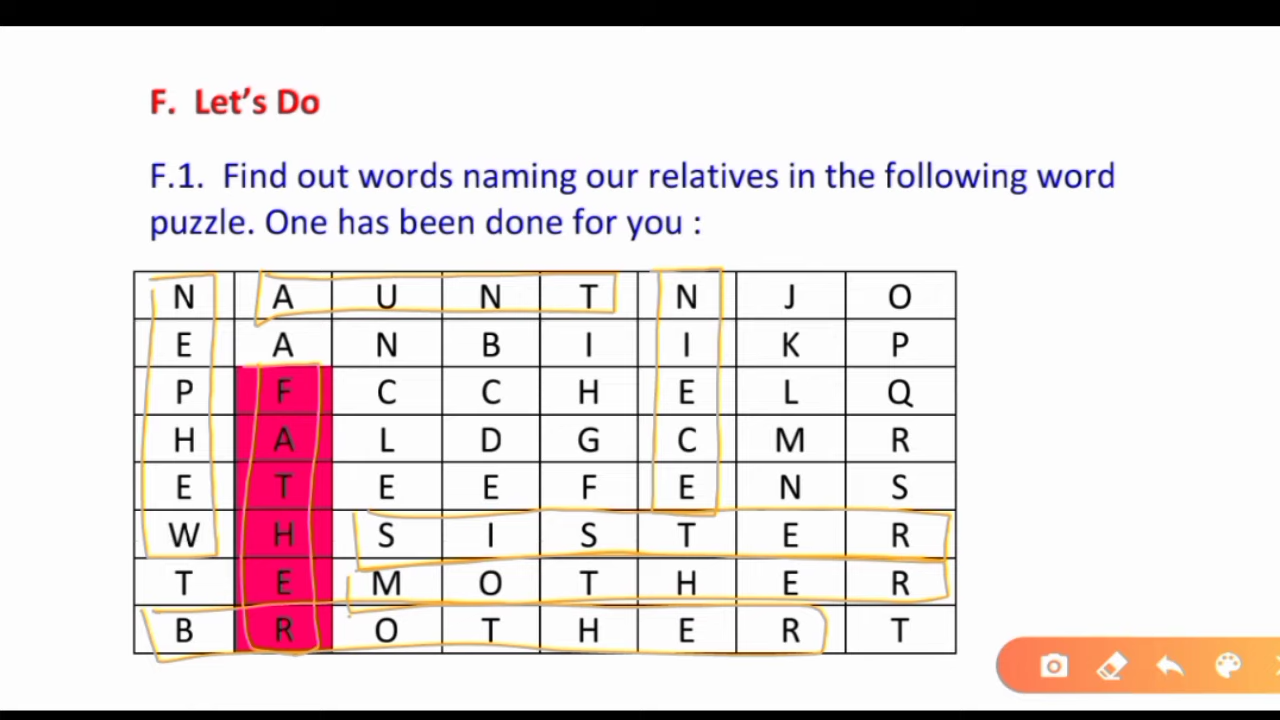 F. Let's Do
F.1. Find out words naming our relatives in the following word
puzzle. One has been done for you :
N A U N T N J O
E A N B I I K P
P F C C H E L Q
H A L D G C M R
E T E E F E N S
W H S I S T E R
T E M O T H E R
B R O T H E R T